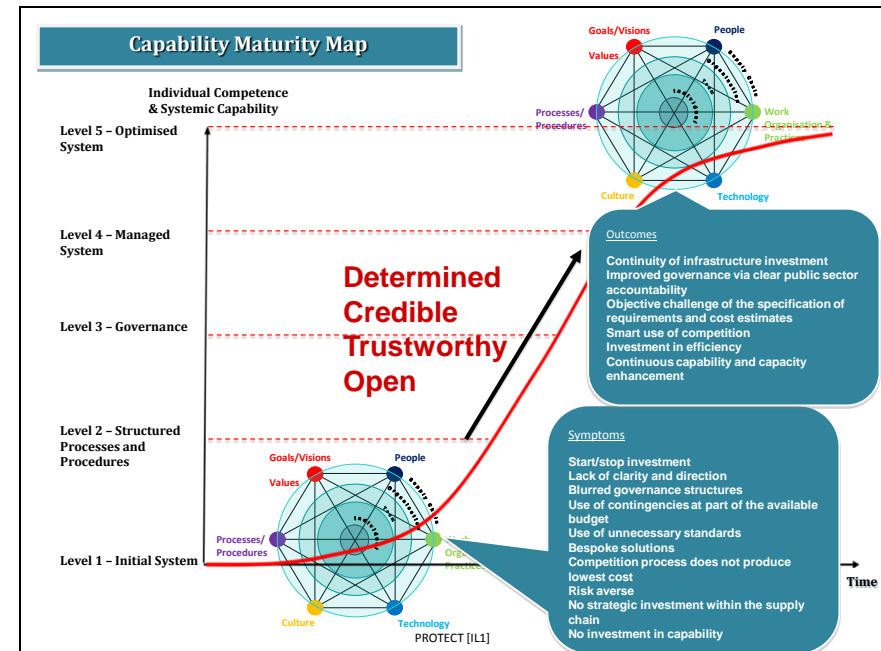 Capability Maturity Map
Goals/Visions
Values
People
Individual Competence
& Systemic Capability
Processes/
Procedures
Work
Organisation &
Level 5 – Optimised
System
Culture
Technology
Level 4 – Managed
System
Outcomes
Continuity of infrastructure investment
Improved governance via clear public sector
accountability
Objective challenge of the specification of
requirements and cost estimates
Smart use of competition
Investment in efficiency
Continuous capability and capacity
enhancement
Determined
Credible
Trustworthy
Open
Level 3 – Governance
Level 2 – Structured
Processes and
Procedures
Goals/Visions
Values
People
Processes/
Procedures
Culture
Technology
Symptoms
Start/stop investment
Lack of clarity and direction
Blurred governance structures
Use of contingencies at part of the available
budget
Use of unnecessary standards
Bespoke solutions
Competition process does not produce
lowest cost
Risk averse
No strategic investment within the supply
chain
No investment in capability
Level 1 – Initial System
Time
PROTECT [IL1]